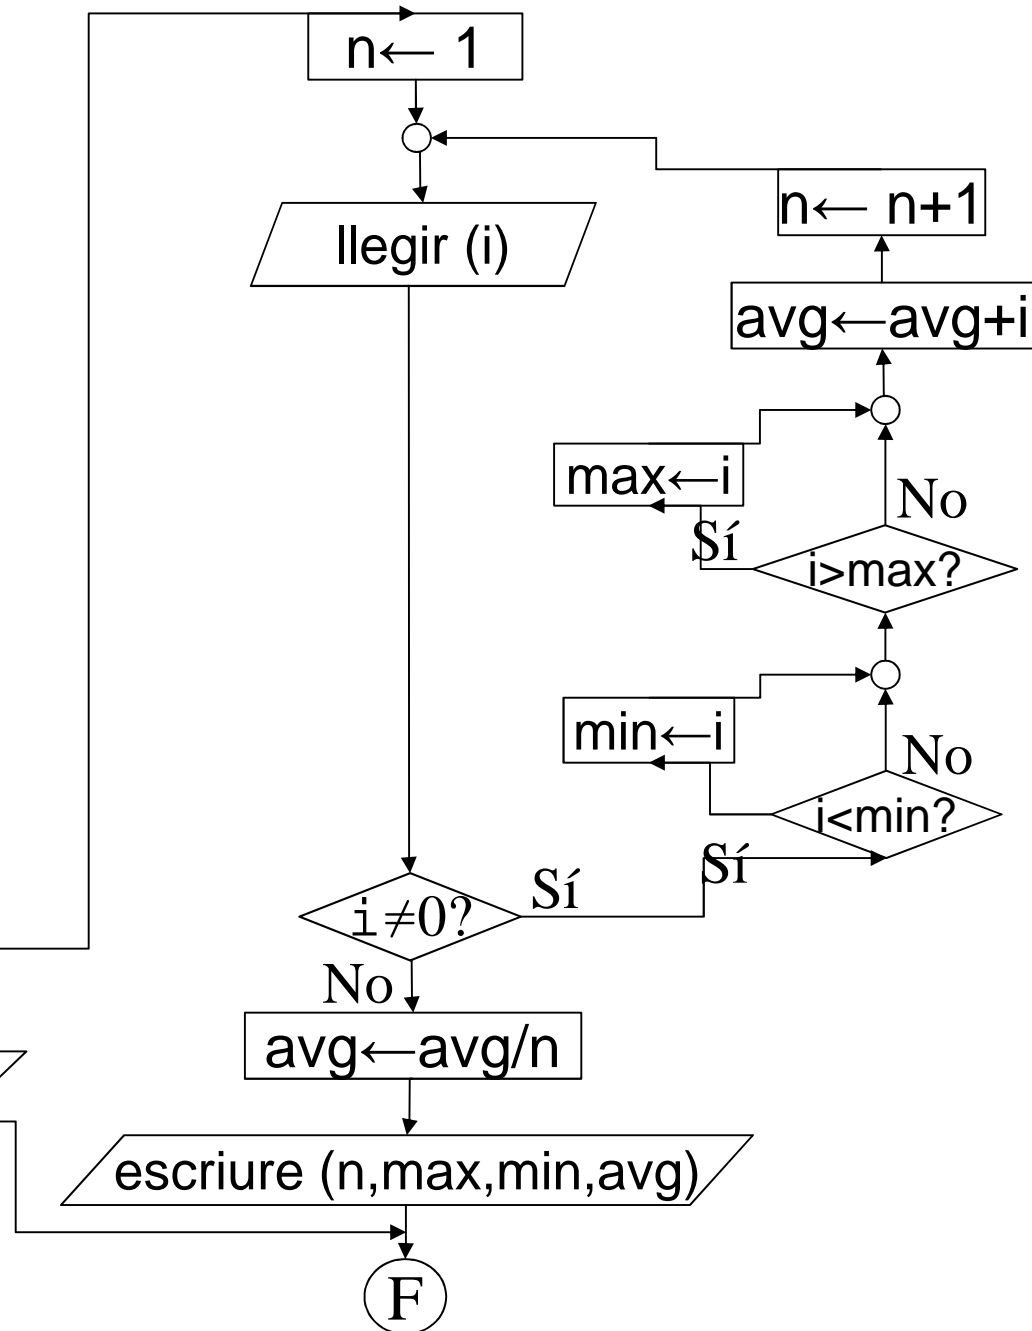 n← 1
llegir (i)
n← n+1
avg←avg+i
max←i
No
Sí
i>max?
min←i
No
i<min?
Sí
Sí
i≠0?
No
avg←avg/n
escriure (n,max,min,avg)
F